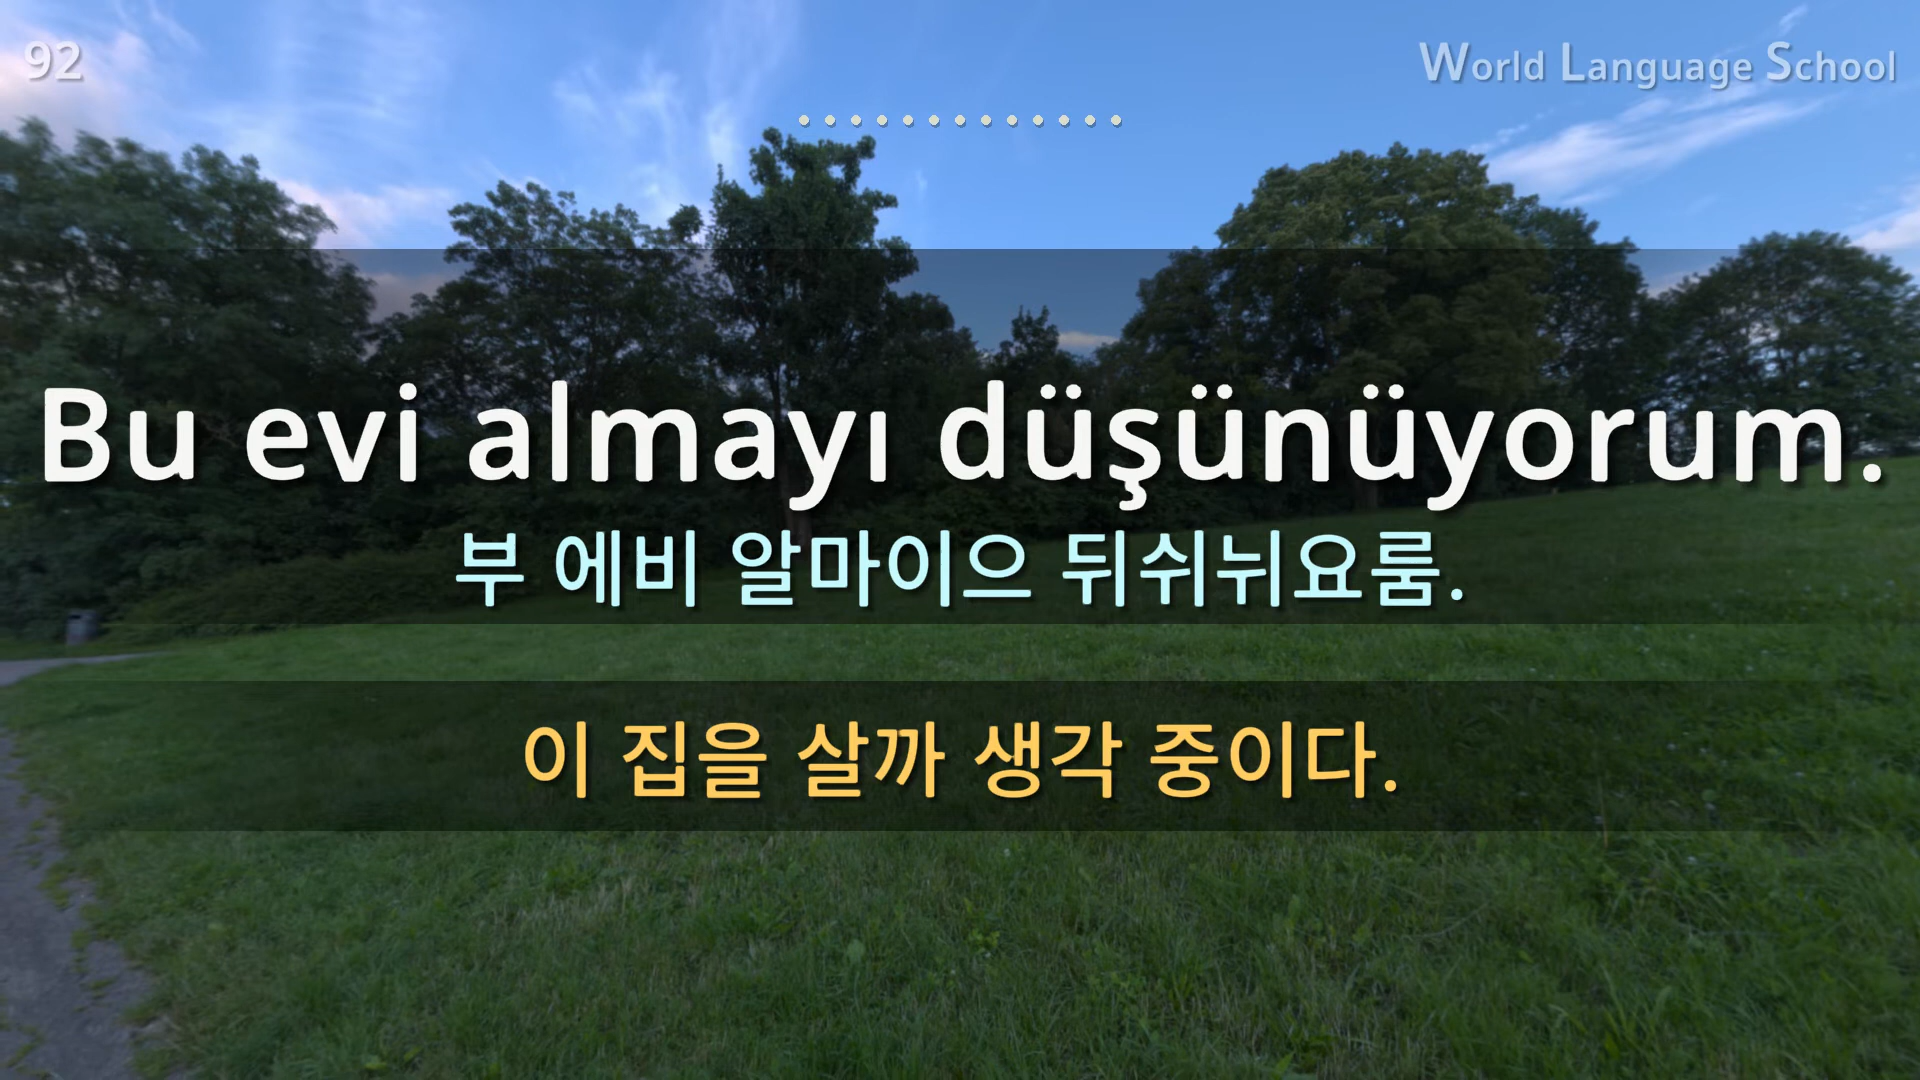 92
World Language School
Bu evi almayı düşünüyorum.
부 에비 알마이으 뒤쉬뉘요룸.
이 집을 살까 생각 중이다.